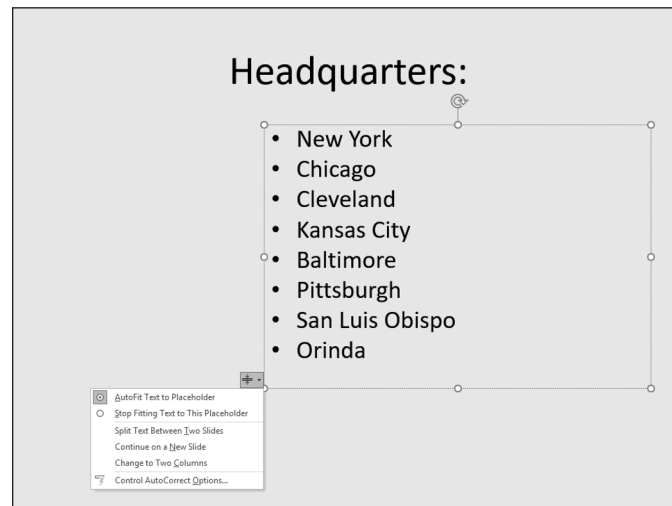 Headquarters:
• New York
• Chicago
• Cleveland
• Kansas City
• Baltimore
• Pittsburgh
• San Luis Obispo
• Orinda
AutoFit Text to Placeholder
Stop Fitting Text to This Placeholder
Split Text Between Two Slides
Continue on a New Slide
Change to Two Columns
Control AutoCorrect Options...